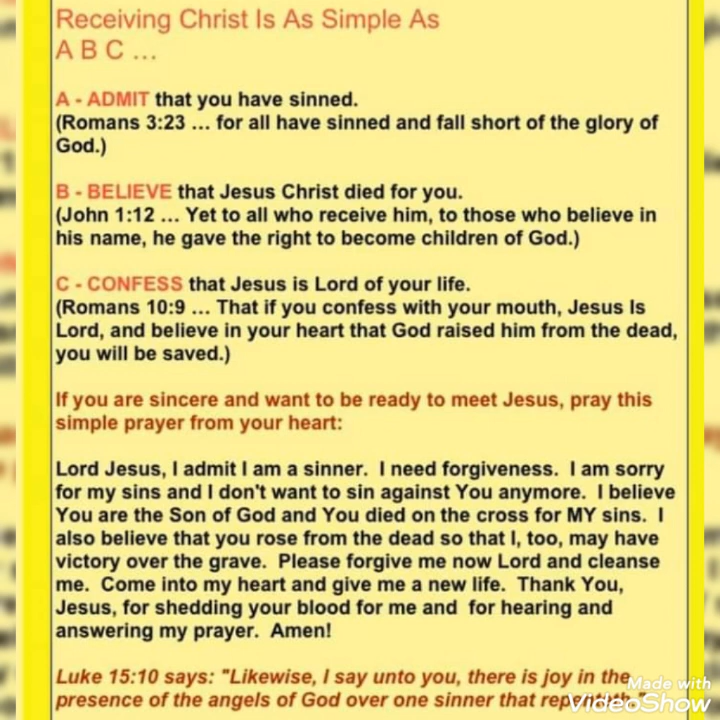 Receiving Christ Is As Simple As
A B C ...
A - ADMIT that you have sinned.
(Romans 3:23 ... for all have sinned and fall short of the glory of
God.)
B - BELIEVE that Jesus Christ died for you.
(John 1:12 ... Yet to all who receive him, to those who believe in
his name, he gave the right to become children of God.)
C - CONFESS that Jesus is Lord of your life.
(Romans 10:9 ... That if you confess with your mouth, Jesus Is
Lord, and believe in your heart that God raised him from the dead,
you will be saved.)
If you are sincere and want to be ready to meet Jesus, pray this
simple prayer from your heart:
Lord Jesus, I admit I am a sinner. I need forgiveness. I am sorry
for my sins and I don't want to sin against You anymore. I believe
You are the Son of God and You died on the cross for MY sins. I
also believe that you rose from the dead so that I, too, may have
victory over the grave. Please forgive me now Lord and cleanse
me. Come into my heart and give me a new life. Thank You,
Jesus, for shedding your blood for me and for hearing and
answering my prayer. Amen!
Luke 15:10 says: "Likewise, I say unto you, there is joy in the
presence of the angels of God over one sinner that
Made with
VideoShow